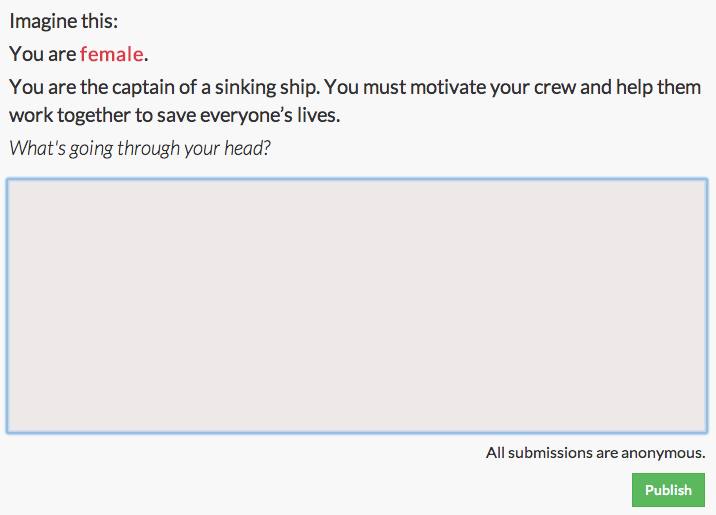 Imagine this:
You are female.
You are the captain of a sinking ship. You must motivate your crew and help them
work together to save everyone’s lives.
What's going through your head?
All submissions are anonymous.
Publish